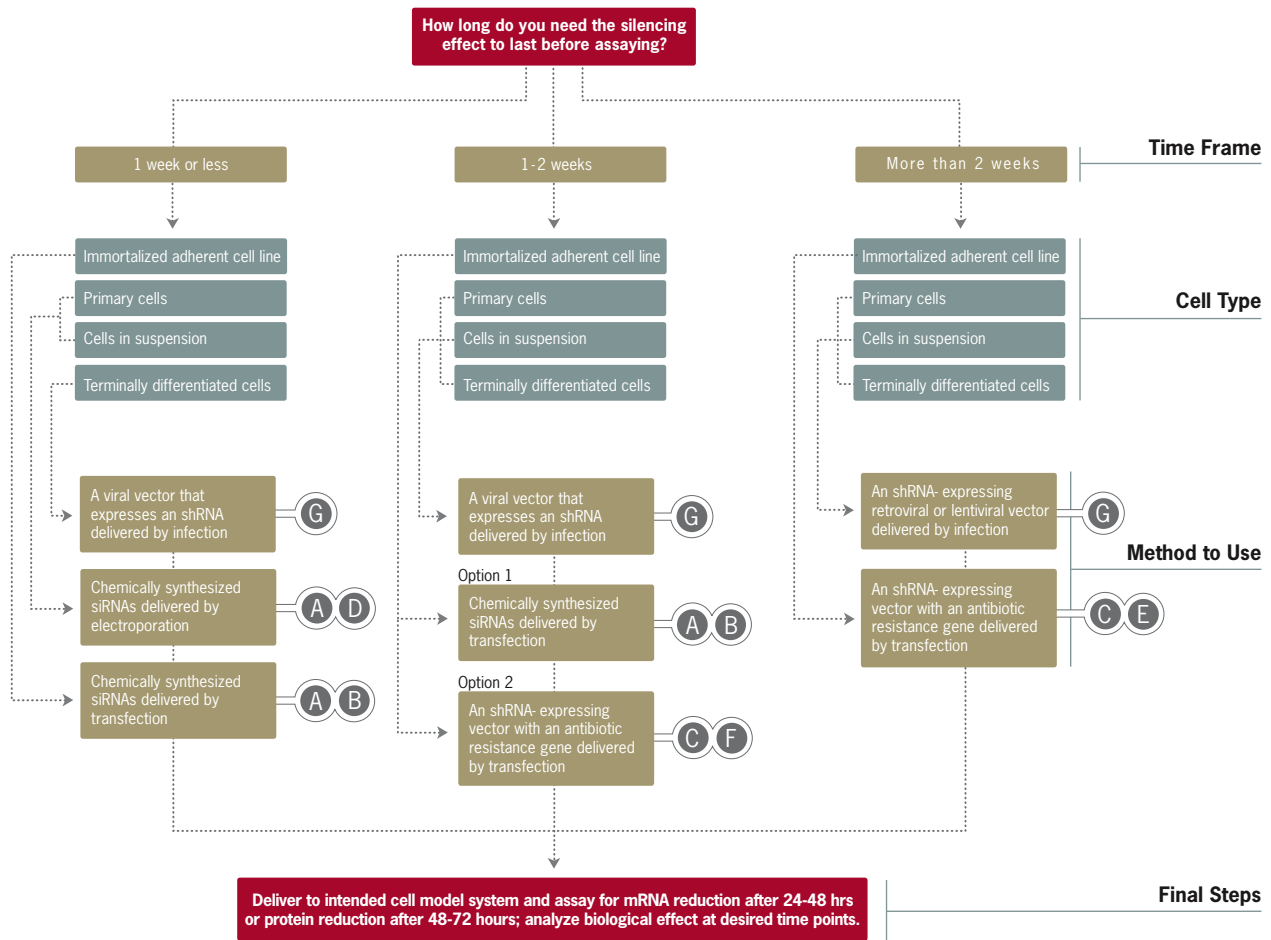 How long do you need the silencing
effect to last before assaying?
1 week or less
1-2 weeks
More than 2 weeks
Time Frame
Immortalized adherent cell line
Primary cells
Cells in suspension
Terminally differentiated cells
Immortalized adherent cell line
Primary cells
Cells in suspension
Terminally differentiated cells
Immortalized adherent cell line
Primary cells
Cells in suspension
Terminally differentiated cells
Cell Type
A viral vector that
expresses an shRNA
delivered by infection
G
Chemically synthesized
siRNAs delivered by
electroporation
A D
Chemically synthesized
siRNAs delivered by
transfection
A B
A viral vector that
expresses an shRNA
delivered by infection
G
Option 1
Chemically synthesized
siRNAs delivered by
transfection
A B
Option 2
An shRNA- expressing
vector with an antibiotic
resistance gene delivered
by transfection
C F
An shRNA- expressing
retroviral or lentiviral vector
delivered by infection
G
An shRNA- expressing
vector with an antibiotic
resistance gene delivered
by transfection
C E
Method to Use
Deliver to intended cell model system and assay for mRNA reduction after 24-48 hrs
or protein reduction after 48-72 hours; analyze biological effect at desired time points.
Final Steps